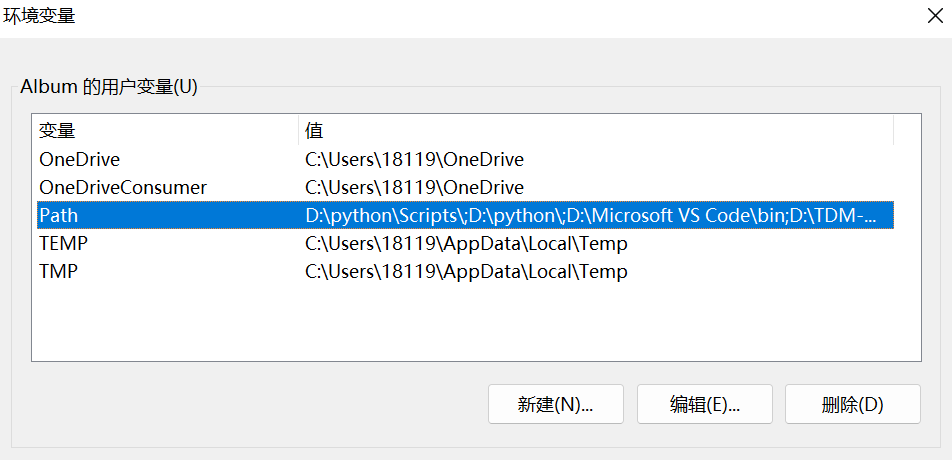 环境变量
Album 的用户变量(U)
变量 值
OneDrive C:\Users\18119\OneDrive
OneDriveConsumer C:\Users\18119\OneDrive
Path D:\python\Scripts\;D:\python\;D:\Microsoft VS Code\bin;D:\TDM-...
TEMP C:\Users\18119\AppData\Local\Temp
TMP C:\Users\18119\AppData\Local\Temp
新建(N)... 编辑(E)... 删除(D)